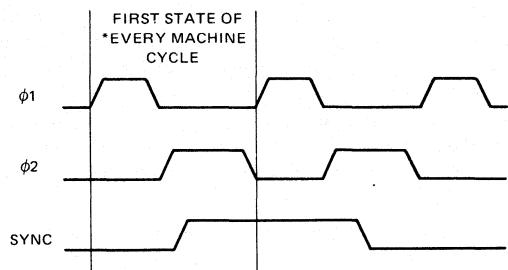 FIRST STATE OF
*EVERY MACHINE
CYCLE
ϕ1
ϕ2
SYNC